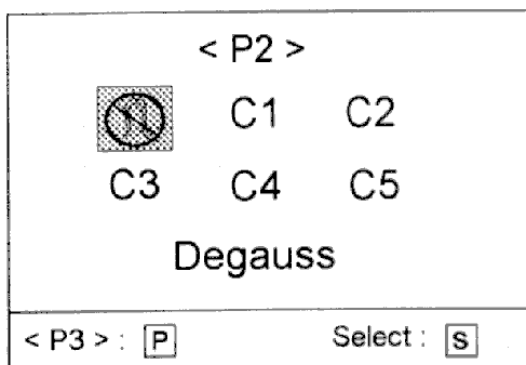 < P2 >
C1 C2
C3 C4 C5
Degauss
< P3 > : P Select : S